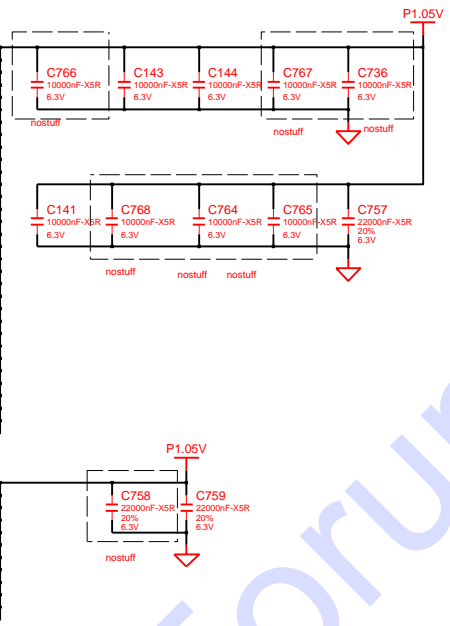 P1.05V
C766
10000nF-X5R
6.3V
C143
10000nF-X5R
6.3V
C144
10000nF-X5R
6.3V
C767
10000nF-X5R
6.3V
C736
10000nF-X5R
6.3V
nostuff
nostuff
nostuff
C141
10000nF-X5R
6.3V
C768
10000nF-X5R
6.3V
C764
10000nF-X5R
6.3V
C765
10000nF-X5R
6.3V
C757
22000nF-X5R
20%
6.3V
nostuff
nostuff
nostuff
P1.05V
C758
22000nF-X5R
20%
6.3V
C759
22000nF-X5R
20%
6.3V
nostuff
Forum